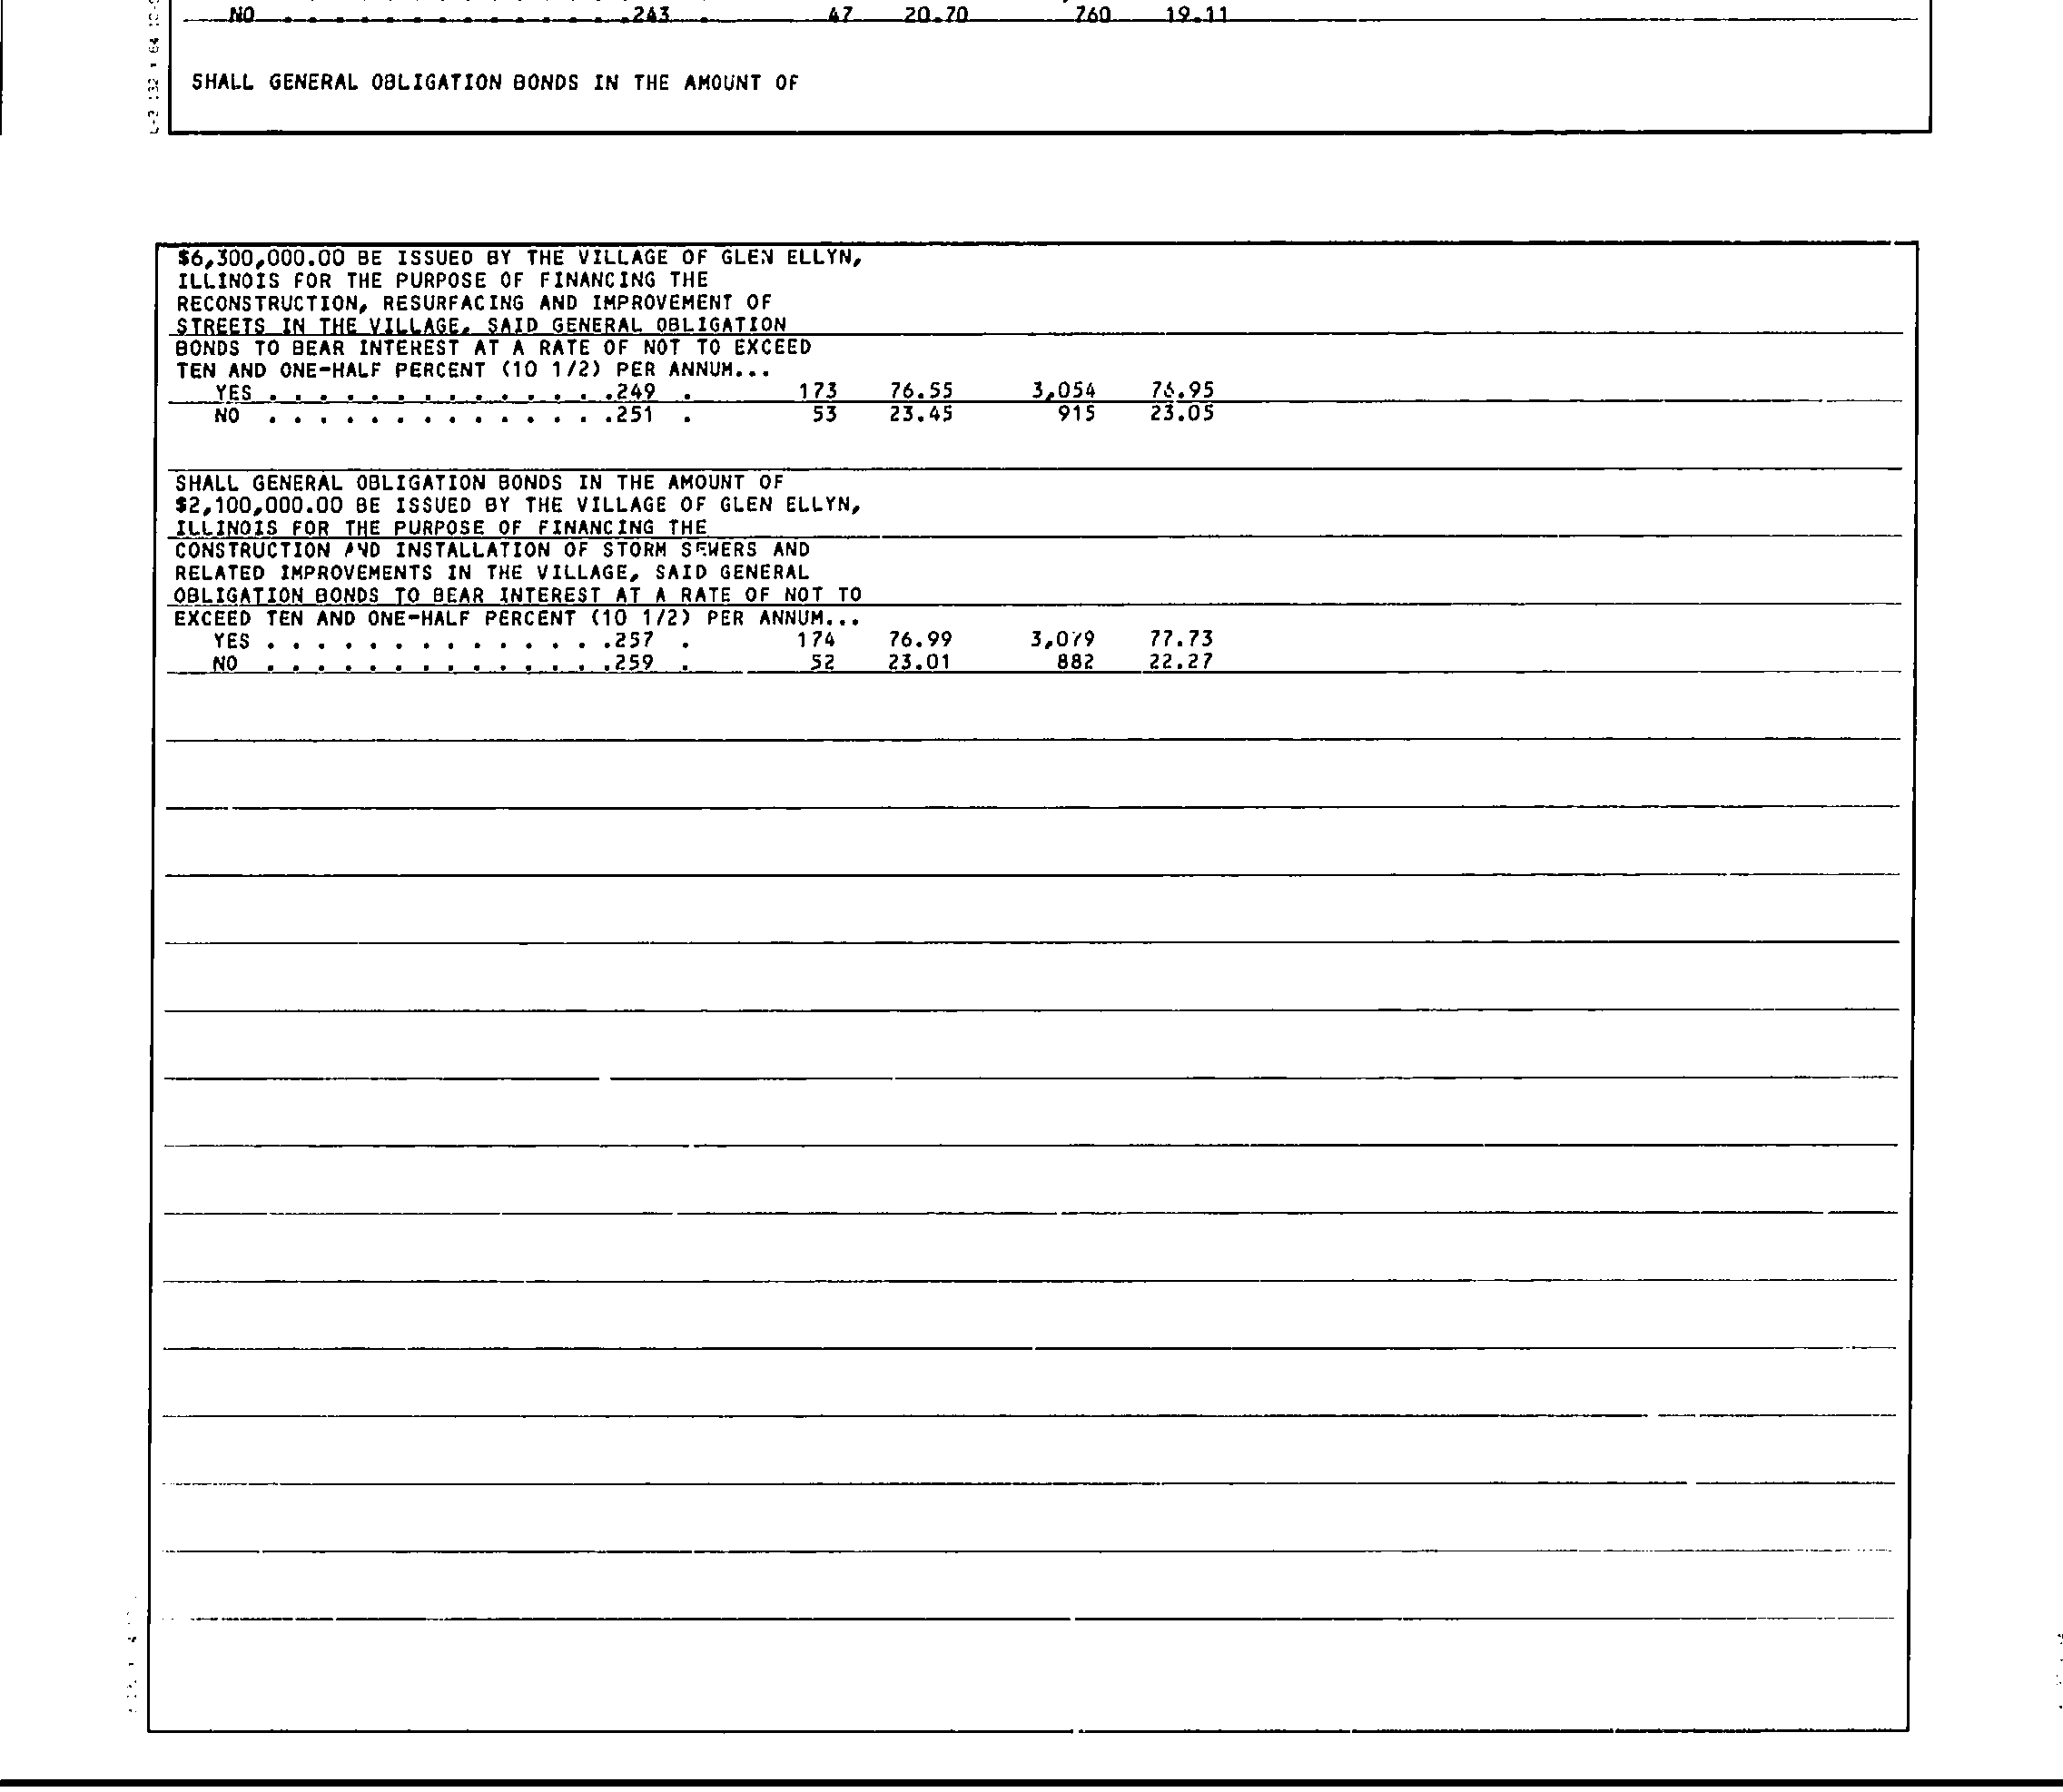 NO . . . . . . . . . . . . . .243 . 47 20.70 760 19.11
SHALL GENERAL OBLIGATION BONDS IN THE AMOUNT OF
$6,300,000.00 BE ISSUED BY THE VILLAGE OF GLEN ELLYN,
ILLINOIS FOR THE PURPOSE OF FINANCING THE
RECONSTRUCTION, RESURFACING AND IMPROVEMENT OF
STREETS IN THE VILLAGE, SAID GENERAL OBLIGATION
BONDS TO BEAR INTEREST AT A RATE OF NOT TO EXCEED
TEN AND ONE-HALF PERCENT (10 1/2) PER ANNUM...
YES . . . . . . . . . . . . . .249 . 173 76.55 3,054 76.95
NO . . . . . . . . . . . . . .251 . 53 23.45 915 23.05
SHALL GENERAL OBLIGATION BONDS IN THE AMOUNT OF
$2,100,000.00 BE ISSUED BY THE VILLAGE OF GLEN ELLYN,
ILLINOIS FOR THE PURPOSE OF FINANCING THE
CONSTRUCTION AND INSTALLATION OF STORM SEWERS AND
RELATED IMPROVEMENTS IN THE VILLAGE, SAID GENERAL
OBLIGATION BONDS TO BEAR INTEREST AT A RATE OF NOT TO
EXCEED TEN AND ONE-HALF PERCENT (10 1/2) PER ANNUM...
YES . . . . . . . . . . . . . .257 . 174 76.99 3,079 77.73
NO . . . . . . . . . . . . . .259 . 52 23.01 882 22.27